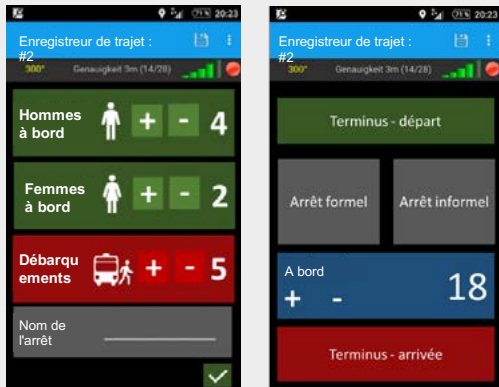 71% 20:23
Enregistreur de trajet :
#2
300° Genauigkeit 3m (14/28)
Hommes
à bord
+ - 4
Femmes
à bord
+ - 2
Débarqu
ements
+ - 5
Nom de
l'arrêt
71% 20:23
Enregistreur de trajet :
#2
300° Genauigkeit 3m (14/28)
Terminus - départ
Arrêt formel Arrêt informel
A bord
+ - 18
Terminus - arrivée